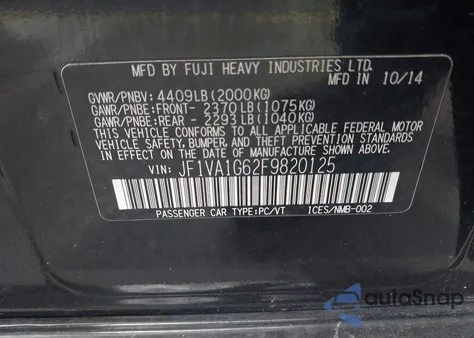 MFD BY FUJI HEAVY INDUSTRIES LTD.
MFD IN 10/14
GVWR/PNBV: 4409LB(2000KG)
GAWR/PNBE:FRONT- 2370LB(1075KG)
GAWR/PNBE:REAR - 2293LB(1040KG)
THIS VEHICLE CONFORMS TO ALL APPLICABLE FEDERAL MOTOR
VEHICLE SAFETY, BUMPER, AND THEFT PREVENTION STANDARDS
IN EFFECT ON THE DATE OF MANUFACTURE SHOWN ABOVE.
VIN: JF1VA1G62F9820125
PASSENGER CAR TYPE:PC/VT ICES/NMB-002
autoSnap